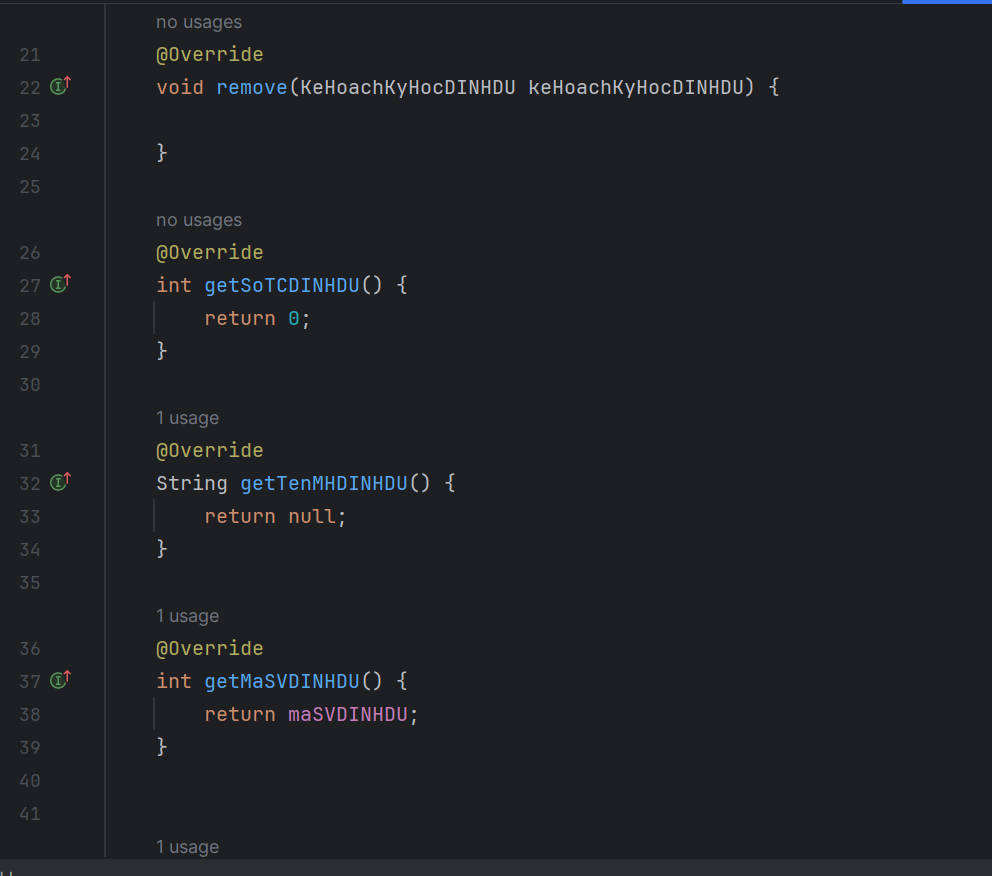 no usages
21 @Override
22 void remove(KeHoachKyHocDINHDU keHoachKyHocDINHDU) {
23
24 }
25
no usages
26 @Override
27 int getSoTCDINHDU() {
28 return 0;
29 }
30
1 usage
31 @Override
32 String getTenMHDINHDU() {
33 return null;
34 }
35
1 usage
36 @Override
37 int getMaSVDINHDU() {
38 return maSVDINHDU;
39 }
40
41
1 usage